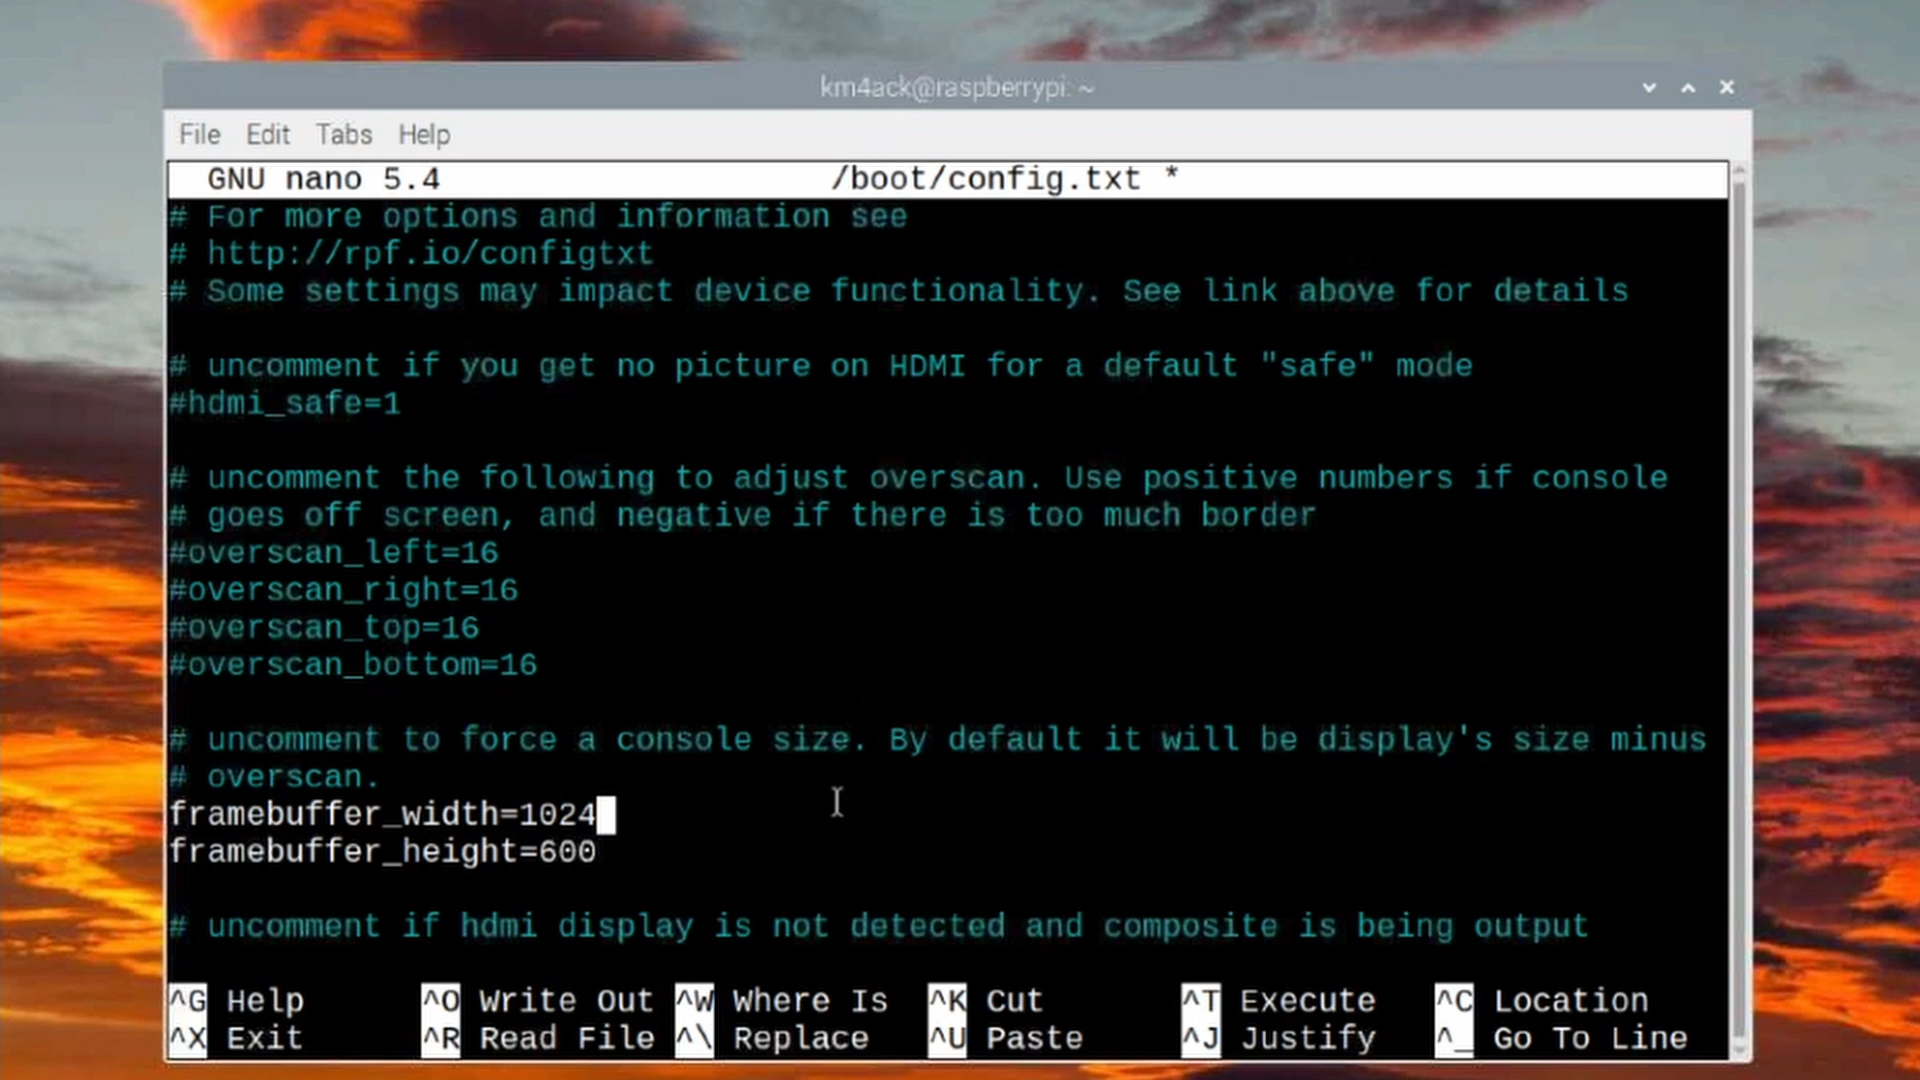 km4ack@raspberrypi: ~
File Edit Tabs Help
GNU nano 5.4 /boot/config.txt *
# For more options and information see
# http://rpf.io/configtxt
# Some settings may impact device functionality. See link above for details
# uncomment if you get no picture on HDMI for a default "safe" mode
#hdmi_safe=1
# uncomment the following to adjust overscan. Use positive numbers if console
# goes off screen, and negative if there is too much border
#overscan_left=16
#overscan_right=16
#overscan_top=16
#overscan_bottom=16
# uncomment to force a console size. By default it will be display's size minus
# overscan.
framebuffer_width=1024
framebuffer_height=600
# uncomment if hdmi display is not detected and composite is being output
^G Help ^O Write Out ^W Where Is ^K Cut ^T Execute ^C Location
^X Exit ^R Read File ^\ Replace ^U Paste ^J Justify ^_ Go To Line